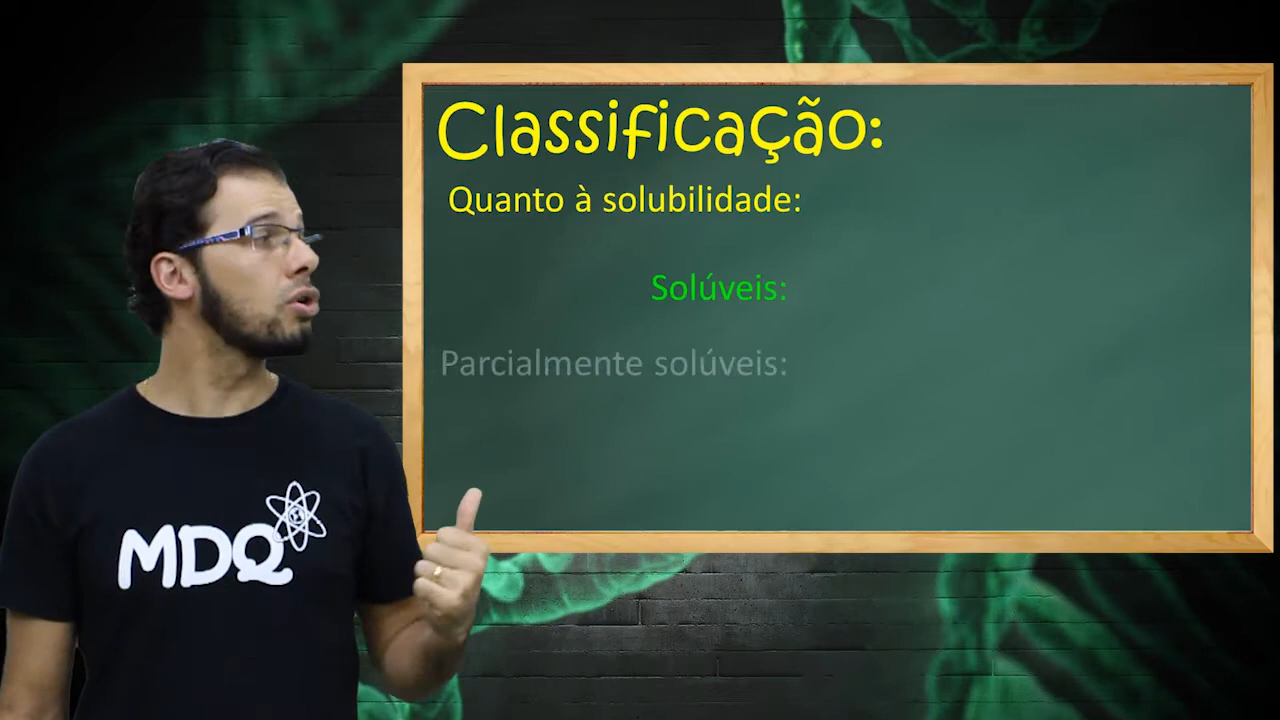 Classificação:
Quanto à solubilidade:
Solúveis:
Parcialmente solúveis:
MDQ